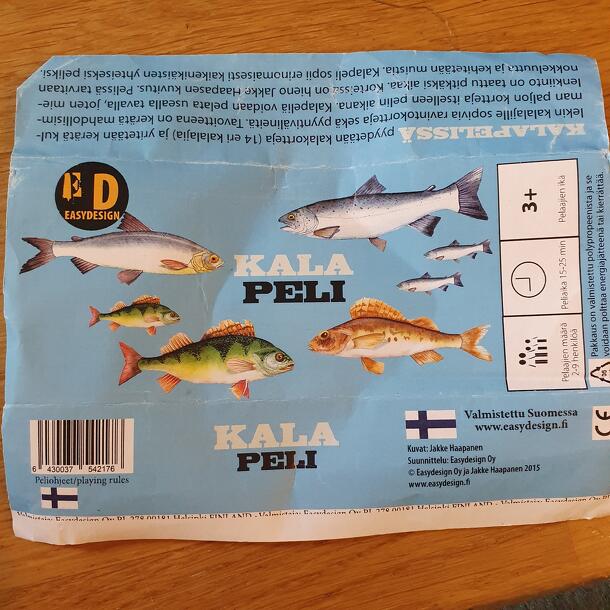 KALAPELISSÄ pyydetään kalakortteja (14 eri kalalajia) ja yritetään kerätä kul-
lekin kalalajille sopivia ravintokortteja sekä pyyntivälineitä. Tavoitteena on kerätä mahdollisim-
man paljon kortteja itselleen pelin aikana. Kalapeliä voidaan pelata usealla tavalla, joten mie-
lenkiinto on taattu pitkäksi aikaa. Korteissa on hieno Jakke Haapasen kuvitus. Pelissä tarvitaan
nokkeluutta ja kehitetään muistia. Kalapeli sopii erinomaisesti kaikenikäisten yhteiseksi peliksi.
E D
EASYDESIGN
KALA
PELI
3+
Pelaajien ikä
Peliaika 15-25 min
Pelaajien määrä
2-9 henkilöä
Pakkaus on valmistettu polypropeenista ja se
voidaan polttaa energiajätteenä tai kierrättää.
KALA
PELI
6 430037 542176
Peliohjeet/playing rules
Valmistettu Suomessa
www.easydesign.fi
Kuvat: Jakke Haapanen
Suunnittelu: Easydesign Oy
© Easydesign Oy ja Jakke Haapanen 2015
www.easydesign.fi
CE